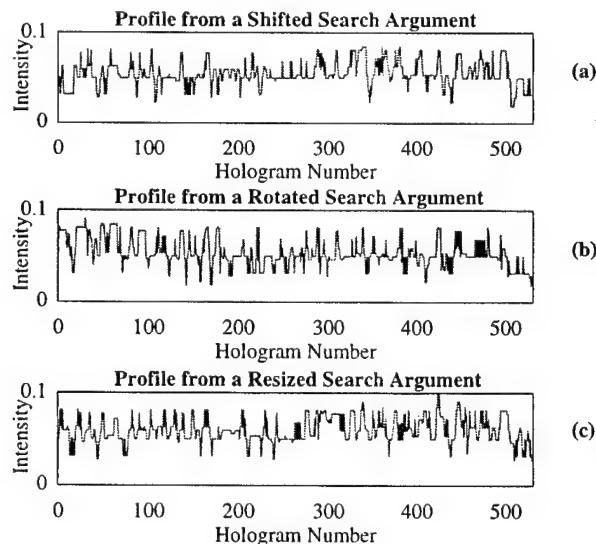 Profile from a Shifted Search Argument
0.1
Intensity
0
0 100 200 300 400 500
Hologram Number
(a)
Profile from a Rotated Search Argument
0.1
Intensity
0
0 100 200 300 400 500
Hologram Number
(b)
Profile from a Resized Search Argument
0.1
Intensity
0
0 100 200 300 400 500
Hologram Number
(c)